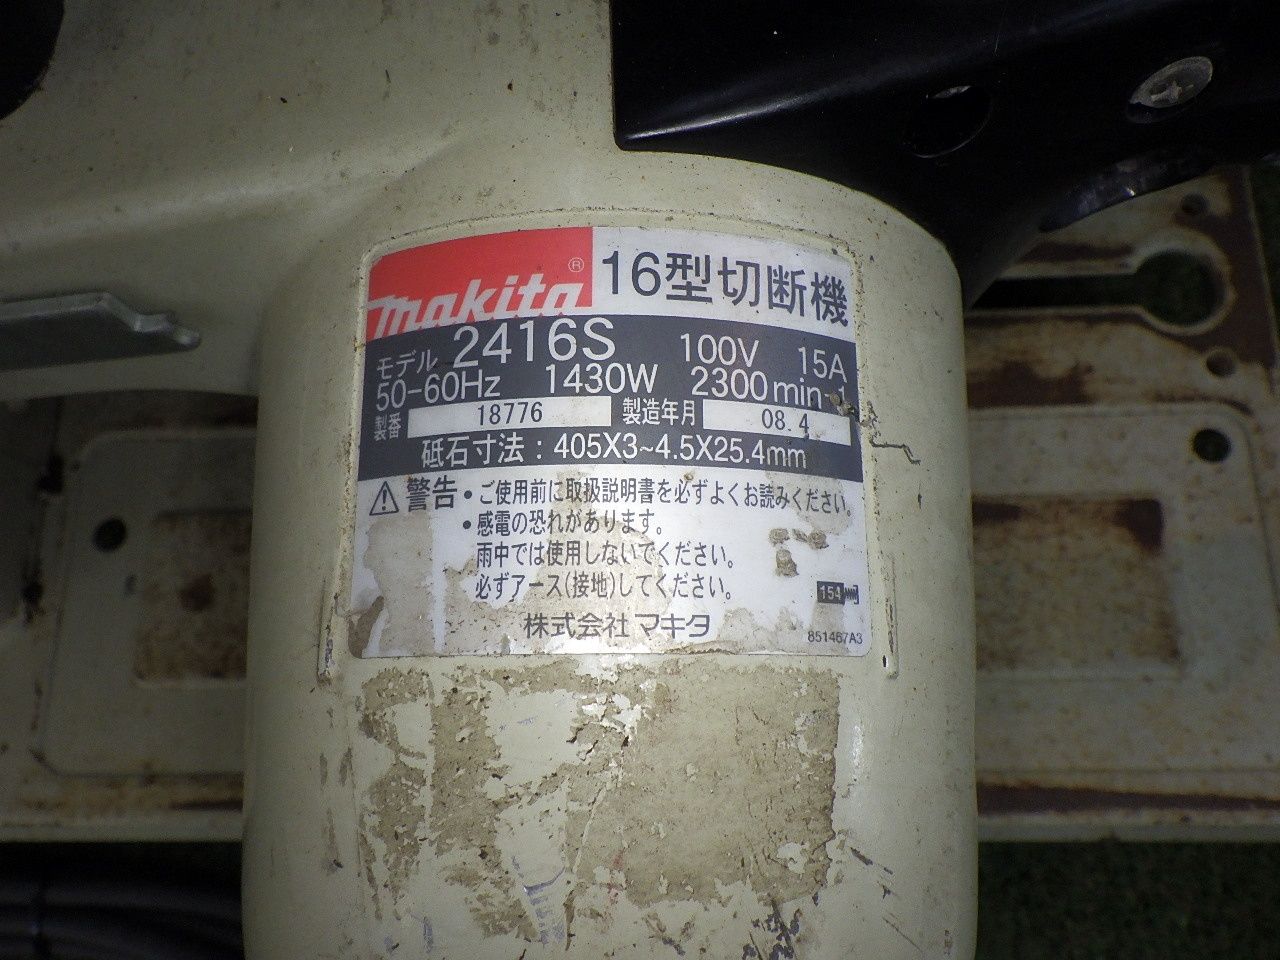 makita® 16型切断機
モデル 2416S 100V 15A
50-60Hz 1430W 2300min-1
製番 18776 製造年月 08.4
砥石寸法：405X3~4.5X25.4mm
⚠警告・ご使用前に取扱説明書を必ずよくお読みください。
・感電の恐れがあります。
雨中では使用しないでください。
必ずアース(接地)してください。
154
株式会社 マキタ 851467A3